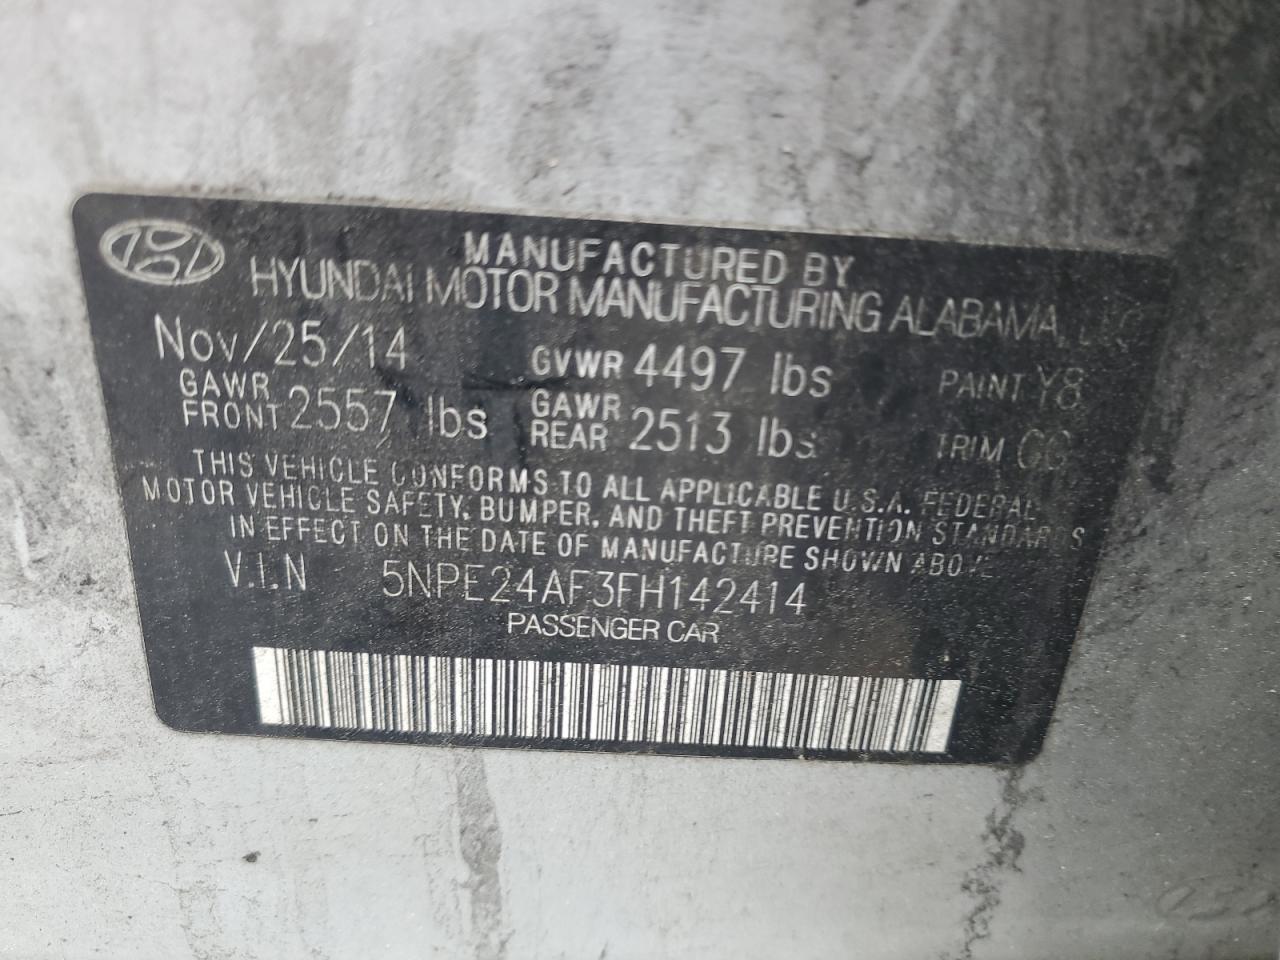 MANUFACTURED BY
HYUNDAI MOTOR MANUFACTURING ALABAMA, LLC
Nov/25/14 GVWR 4497 lbs PAINT Y8
GAWR FRONT 2557 lbs GAWR REAR 2513 lbs TRIM
THIS VEHICLE CONFORMS TO ALL APPLICABLE U.S.A. FEDERAL
MOTOR VEHICLE SAFETY, BUMPER, AND THEFT PREVENTION STANDARDS
IN EFFECT ON THE DATE OF MANUFACTURE SHOWN ABOVE
V.I.N 5NPE24AF3FH142414
PASSENGER CAR